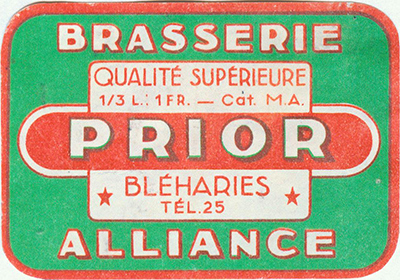 BRASSERIE
QUALITÉ SUPÉRIEURE
1/3 L.: 1 FR. — Cat. M.A.
PRIOR
BLÉHARIES
TÉL.25
ALLIANCE